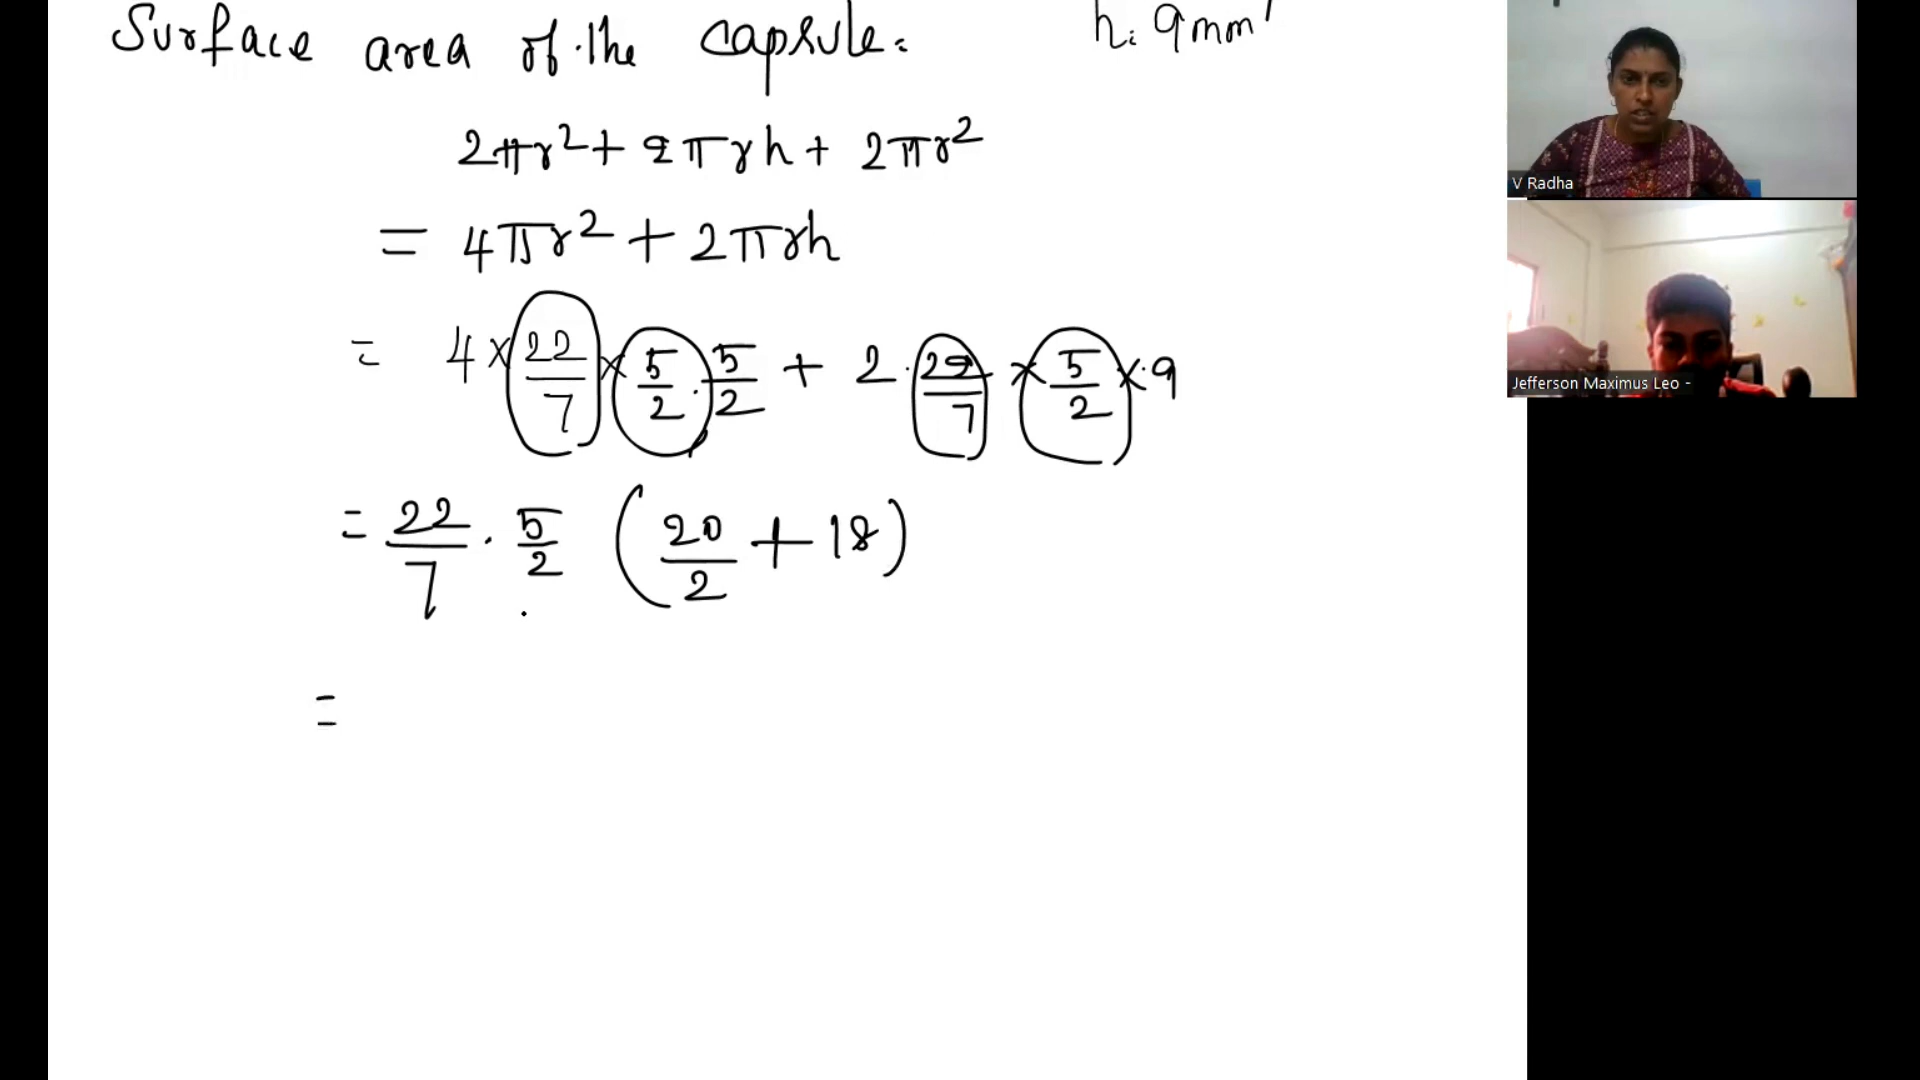 Surface area of the capsule = h: 9mm
2πr² + 2πrh + 2πr²
= 4πr² + 2πrh
= 4 × 22/7 × 5/2 · 5/2 + 2 · 22/7 × 5/2 × 9
= 22/7 · 5/2 (20/2 + 18)
=
V Radha
Jefferson Maximus Leo -